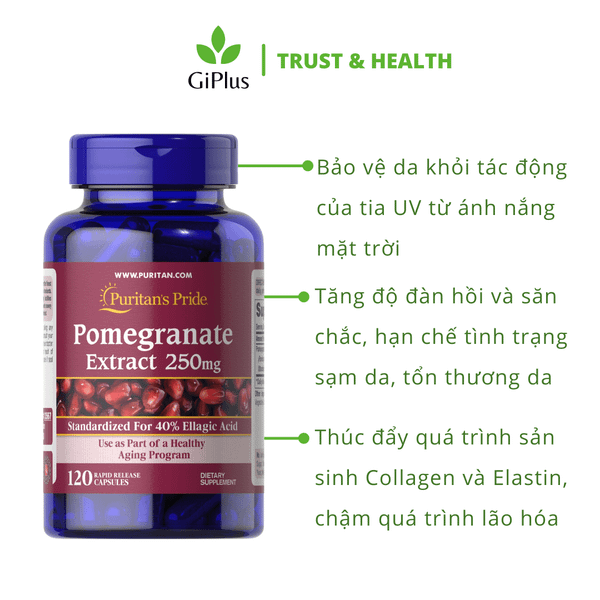 GiPlus
TRUST & HEALTH
Bảo vệ da khỏi tác động
của tia UV từ ánh nắng
mặt trời
Tăng độ đàn hồi và săn
chắc, hạn chế tình trạng
sạm da, tổn thương da
Thúc đẩy quá trình sản
sinh Collagen và Elastin,
chậm quá trình lão hóa
WWW.PURITAN.COM
Puritan's Pride
Pomegranate
Extract 250mg
Standardized For 40% Ellagic Acid
Use as Part of a Healthy
Aging Program
120 RAPID RELEASE
CAPSULES
DIETARY
SUPPLEMENT